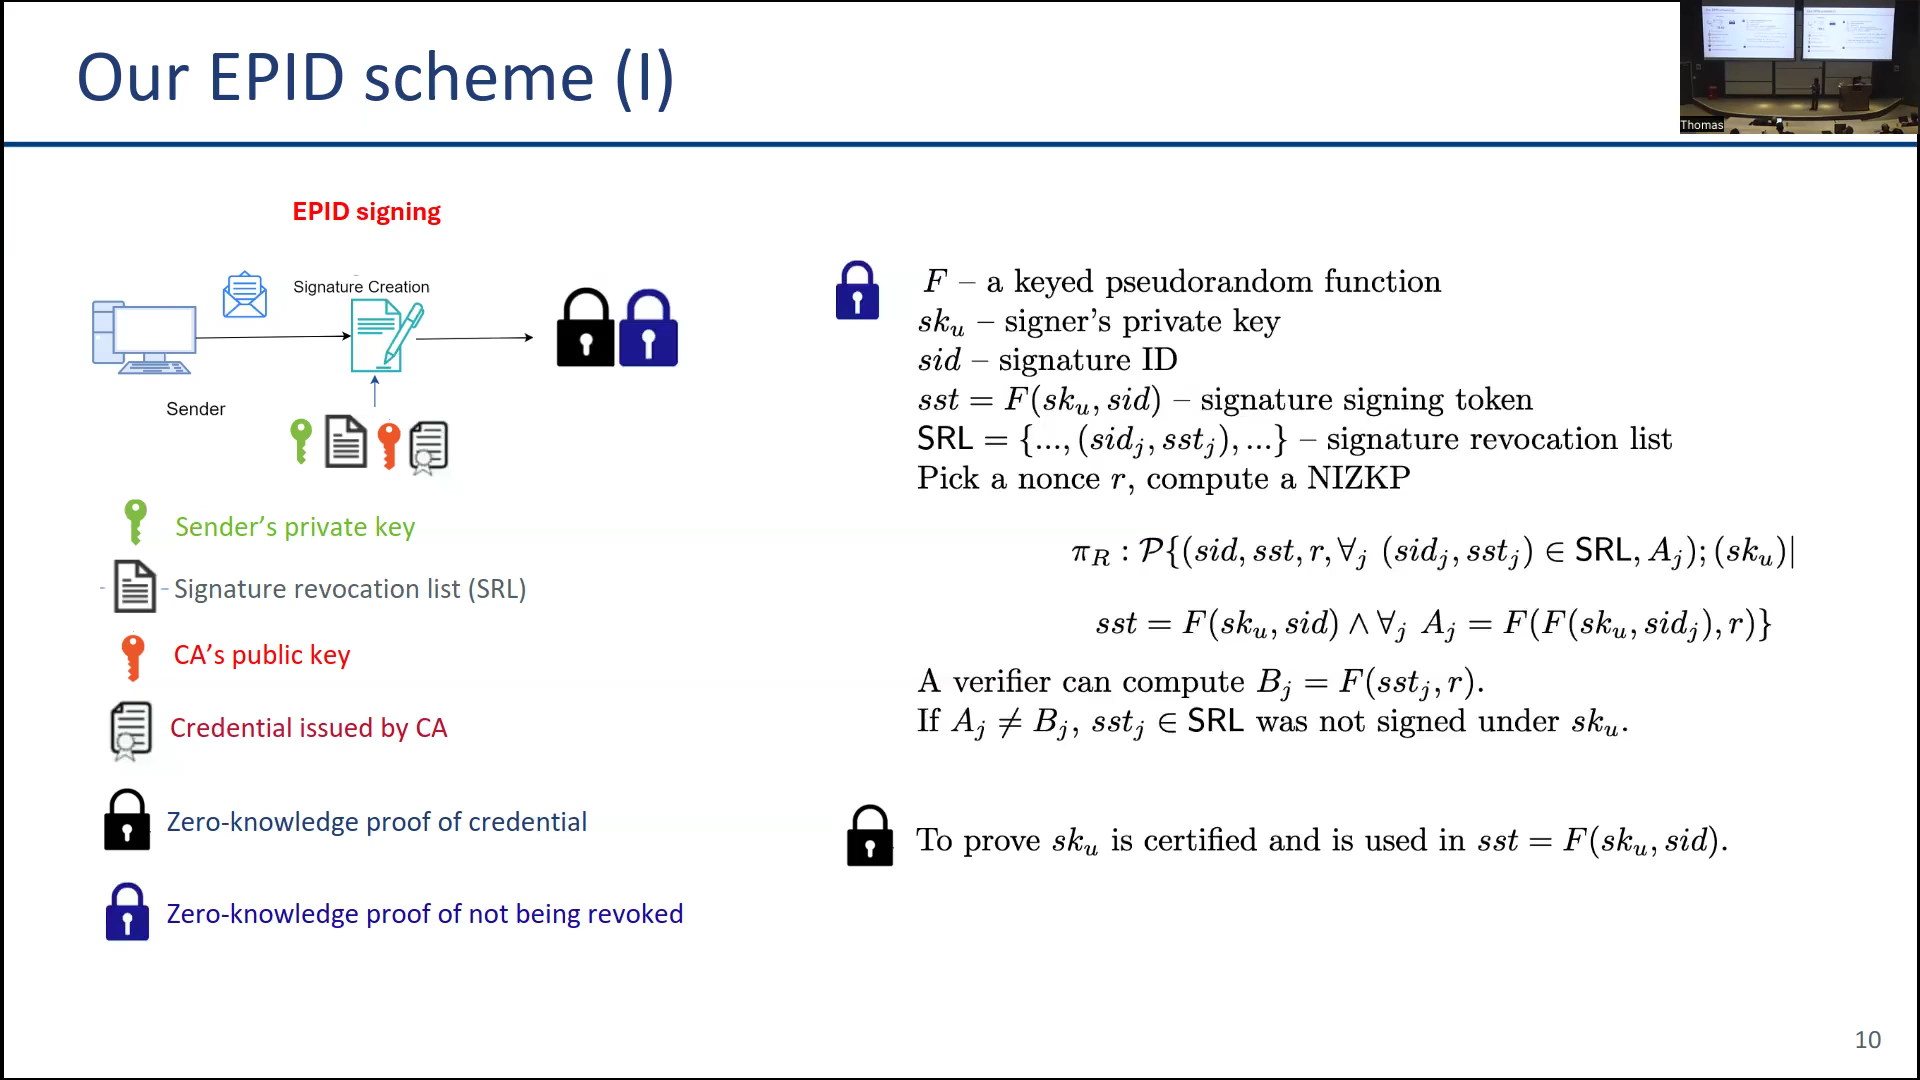 Our EPID scheme (I)
Thomas
EPID signing
Signature Creation
Sender
Sender's private key
Signature revocation list (SRL)
CA's public key
Credential issued by CA
Zero-knowledge proof of credential
Zero-knowledge proof of not being revoked
F – a keyed pseudorandom function
sk_u – signer's private key
sid – signature ID
sst = F(sk_u, sid) – signature signing token
SRL = {..., (sid_j, sst_j), ...} – signature revocation list
Pick a nonce r, compute a NIZKP
π_R : 𝒫{(sid, sst, r, ∀_j (sid_j, sst_j) ∈ SRL, A_j); (sk_u)|
sst = F(sk_u, sid) ∧ ∀_j A_j = F(F(sk_u, sid_j), r)}
A verifier can compute B_j = F(sst_j, r).
If A_j ≠ B_j, sst_j ∈ SRL was not signed under sk_u.
To prove sk_u is certified and is used in sst = F(sk_u, sid).
10